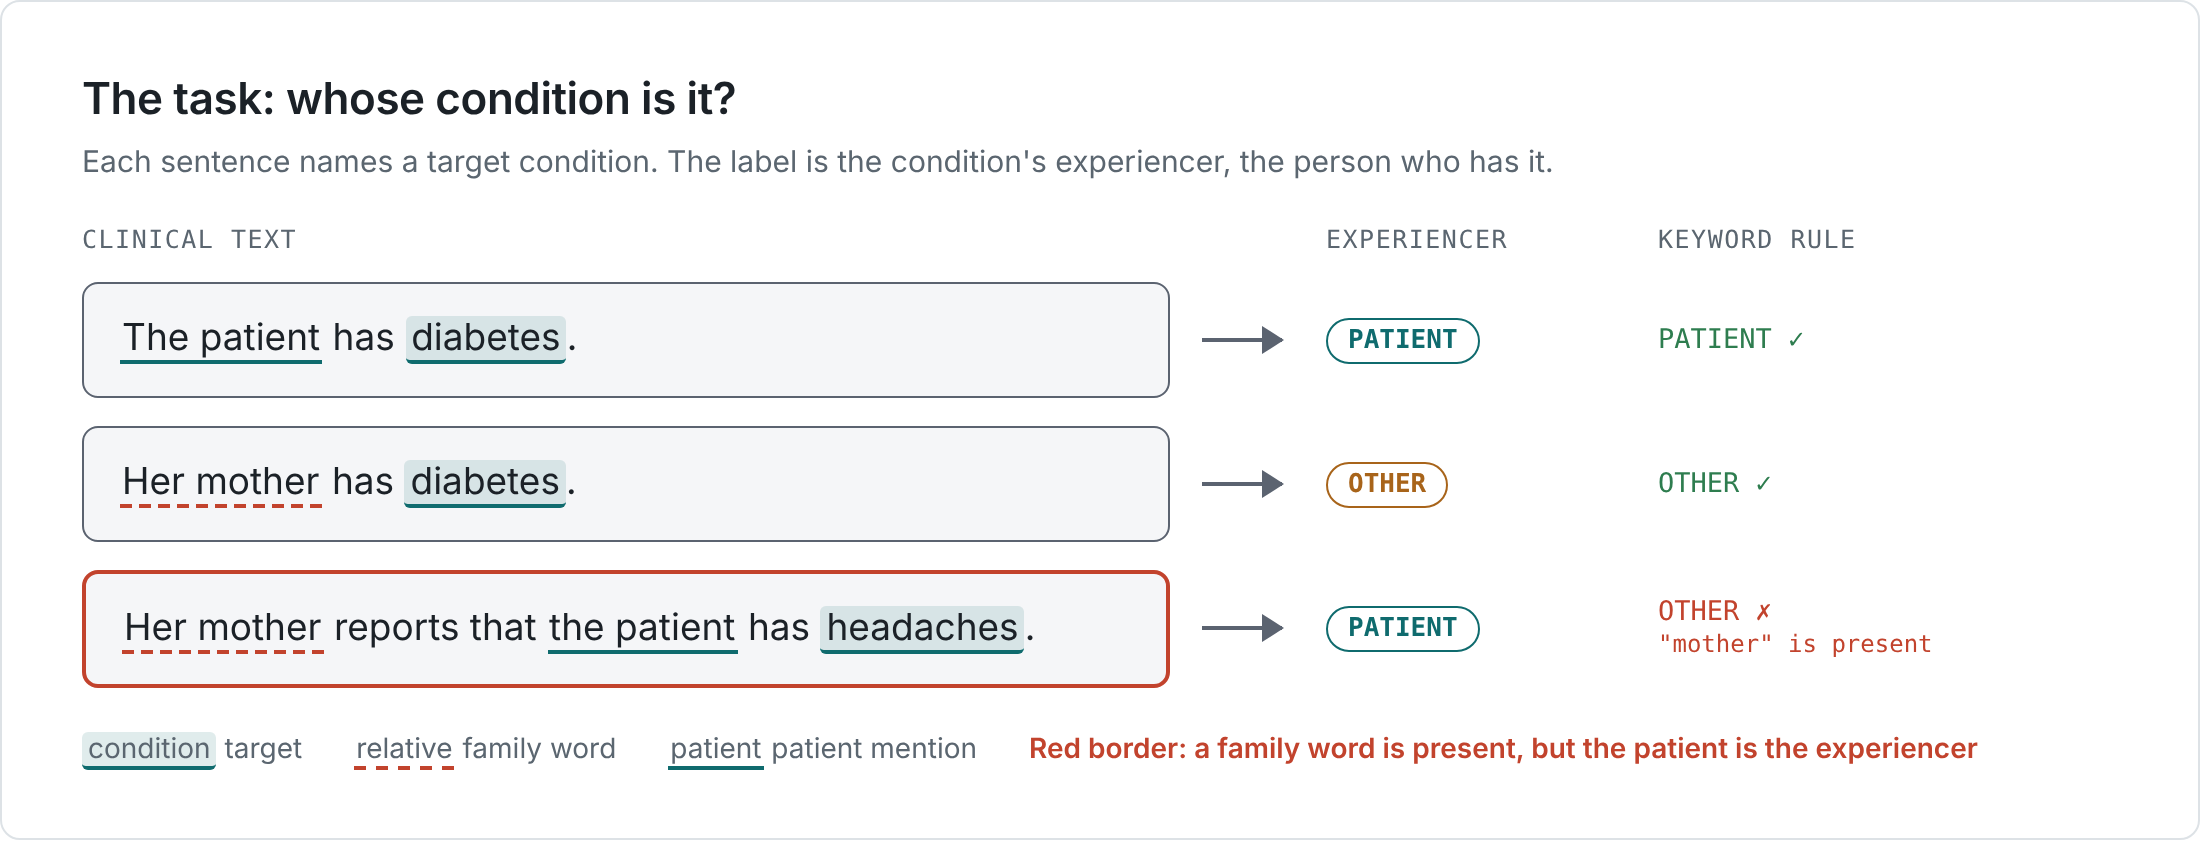 The task: whose condition is it?
Each sentence names a target condition. The label is the condition's experiencer, the person who has it.
CLINICAL TEXT EXPERIENCER KEYWORD RULE
The patient has diabetes. PATIENT PATIENT ✓
Her mother has diabetes. OTHER OTHER ✓
Her mother reports that the patient has headaches. PATIENT OTHER ✗
"mother" is present
condition target relative family word patient patient mention Red border: a family word is present, but the patient is the experiencer